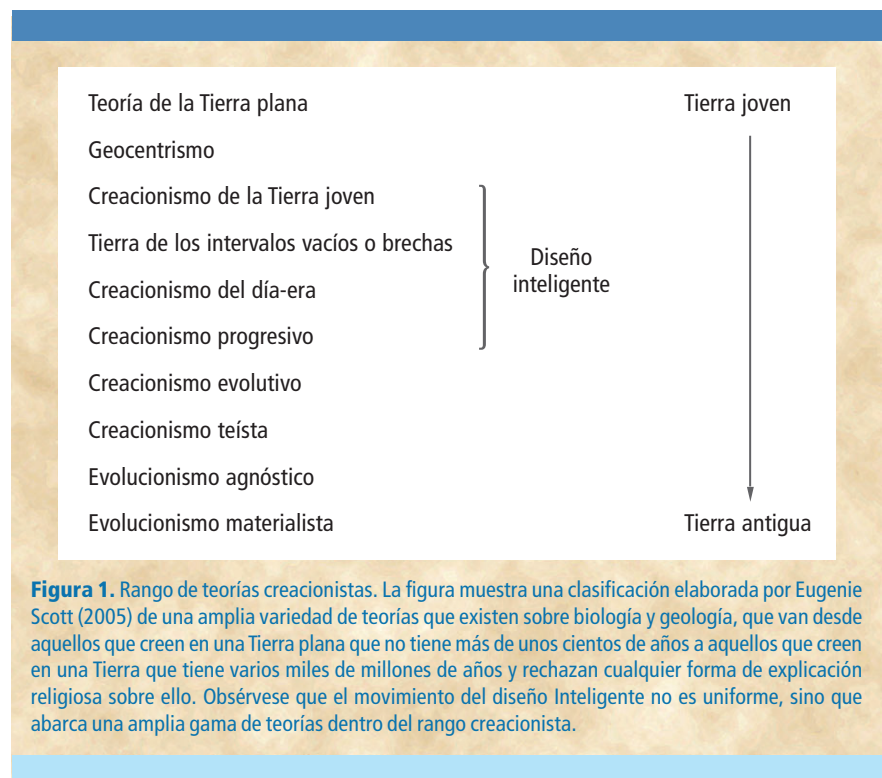 Teoría de la Tierra plana
Tierra joven
Geocentrismo
Creacionismo de la Tierra joven
Tierra de los intervalos vacíos o brechas
Diseño
inteligente
Creacionismo del día-era
Creacionismo progresivo
Creacionismo evolutivo
Creacionismo teísta
Evolucionismo agnóstico
Evolucionismo materialista
Tierra antigua
Figura 1. Rango de teorías creacionistas. La figura muestra una clasificación elaborada por Eugenie
Scott (2005) de una amplia variedad de teorías que existen sobre biología y geología, que van desde
aquellos que creen en una Tierra plana que no tiene más de unos cientos de años a aquellos que creen
en una Tierra que tiene varios miles de millones de años y rechazan cualquier forma de explicación
religiosa sobre ello. Obsérvese que el movimiento del diseño Inteligente no es uniforme, sino que
abarca una amplia gama de teorías dentro del rango creacionista.